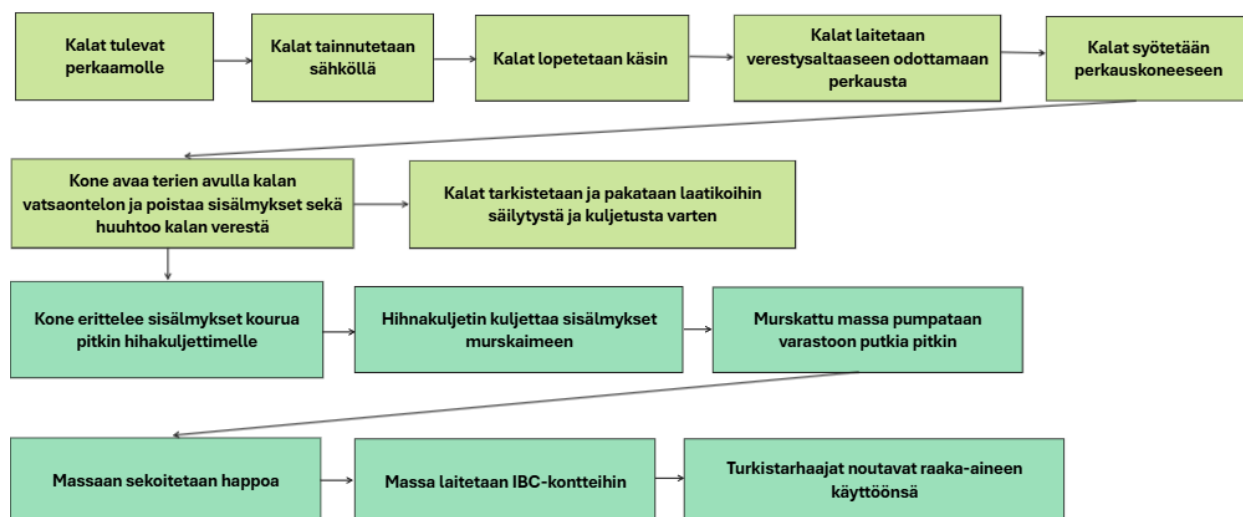 Kalat tulevat
perkaamolle
Kalat tainnutetaan
sähköllä
Kalat lopetetaan käsin
Kalat laitetaan
verestysaltaaseen odottamaan
perkausta
Kalat syötetään
perkauskoneeseen
Kone avaa terien avulla kalan
vatsaontelon ja poistaa sisälmykset sekä
huuhtoo kalan verestä
Kalat tarkistetaan ja pakataan laatikoihin
säilytystä ja kuljetusta varten
Kone erittelee sisälmykset kourua
pitkin hihakuljettimelle
Hihnakuljetin kuljettaa sisälmykset
murskaimeen
Murskattu massa pumpataan
varastoon putkia pitkin
Massaan sekoitetaan happoa
Massa laitetaan IBC-kontteihin
Turkistarhaajat noutavat raaka-aineen
käyttöönsä